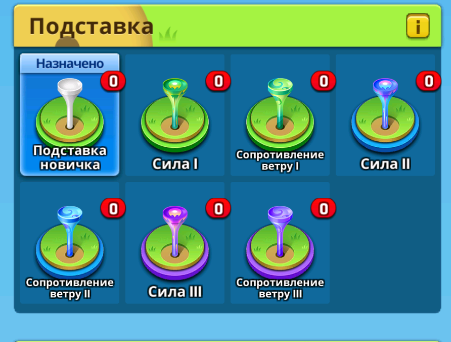 Подставка
i
Назначено
0
0
0
0
Подставка
новичка
Сила I
Сопротивление
ветру I
Сила II
0
0
0
Сопротивление
ветру II
Сила III
Сопротивление
ветру III